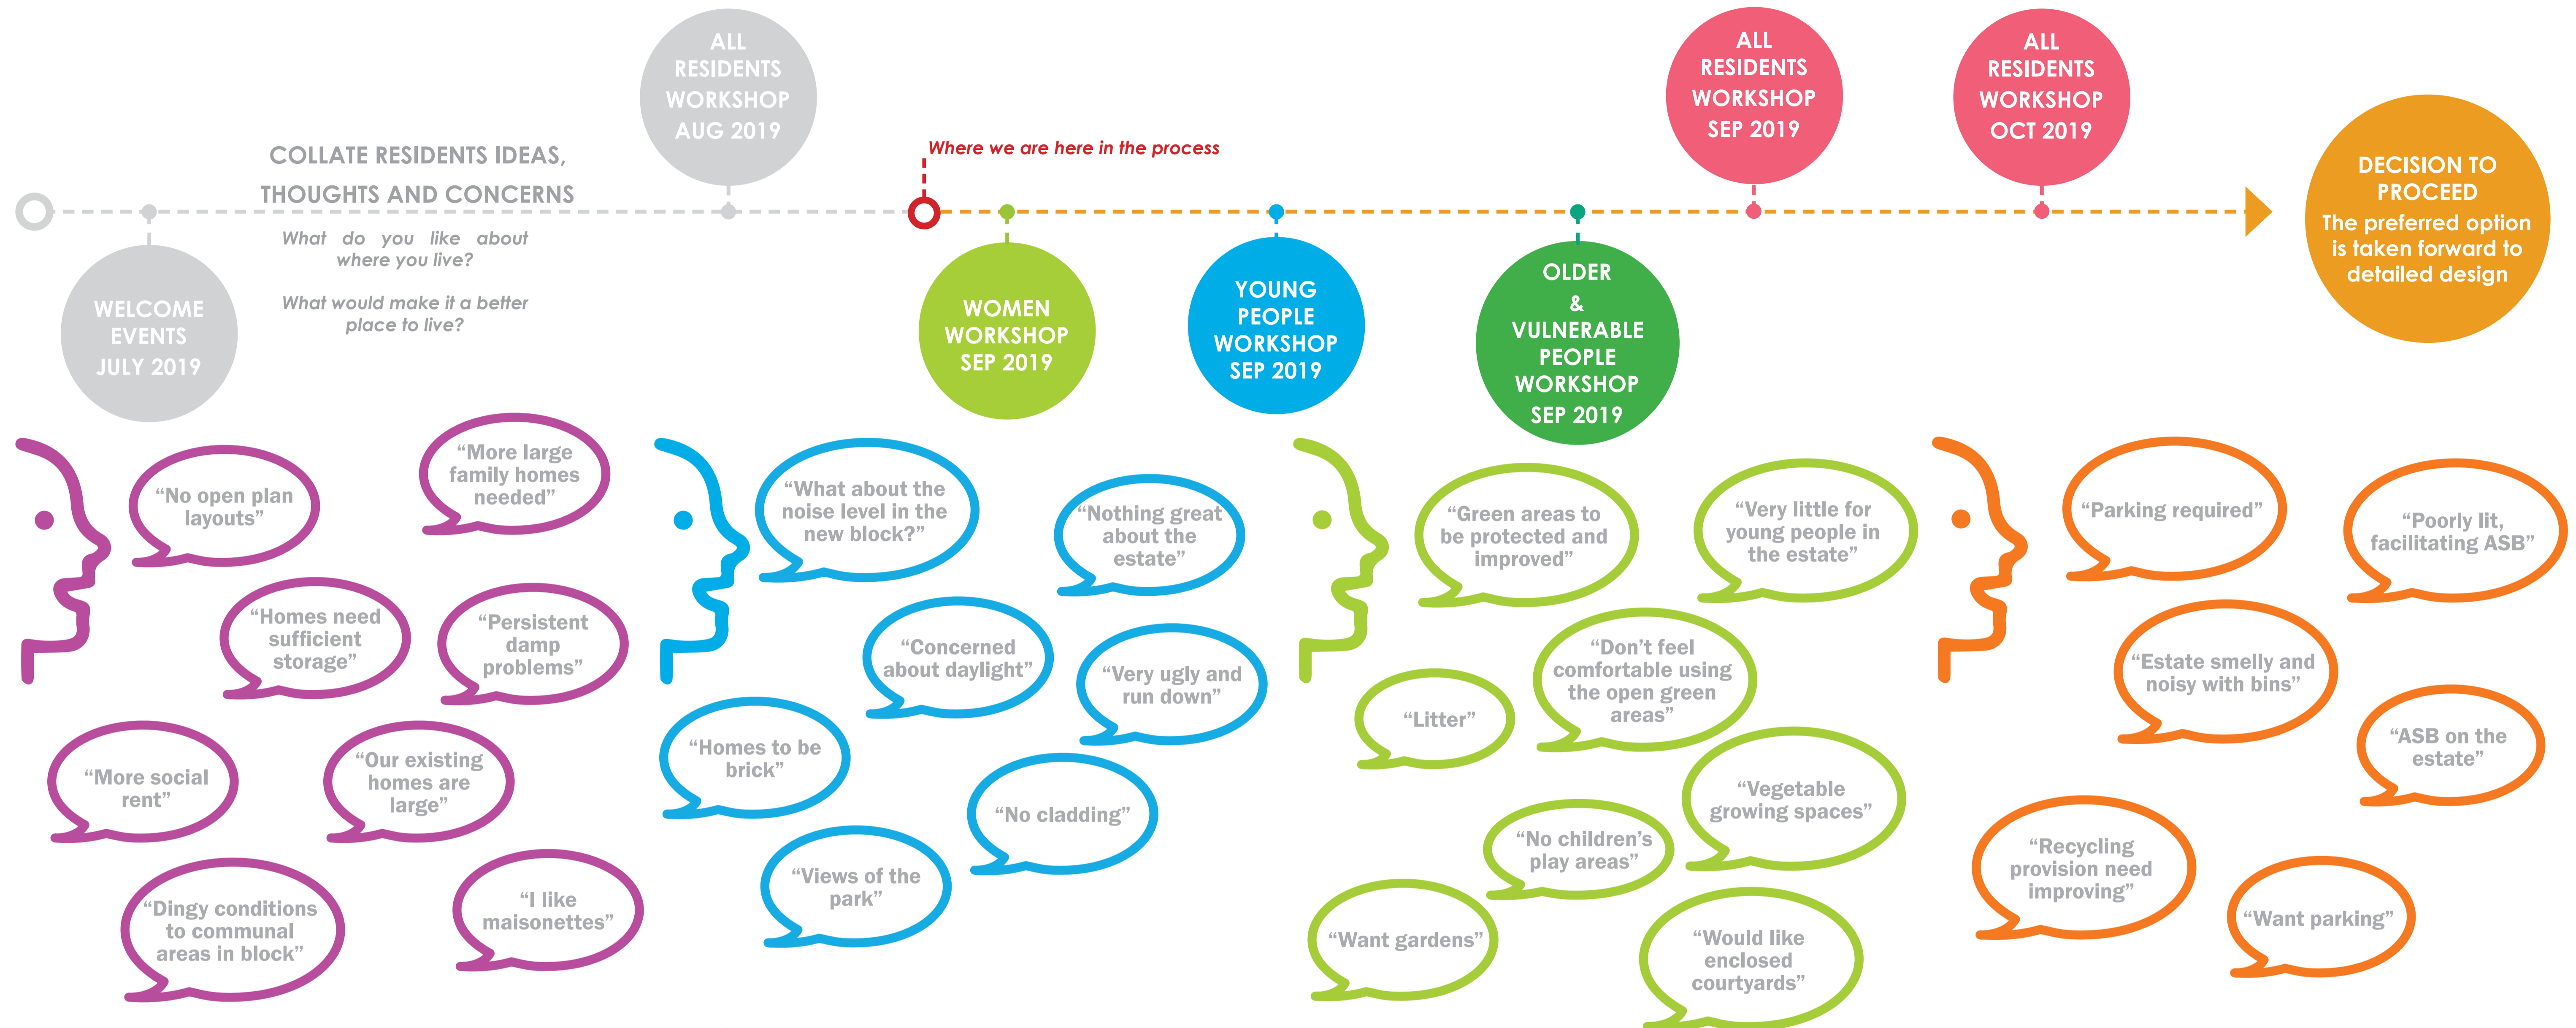 ALL
RESIDENTS
WORKSHOP
AUG 2019
ALL
RESIDENTS
WORKSHOP
SEP 2019
ALL
RESIDENTS
WORKSHOP
OCT 2019
COLLATE RESIDENTS IDEAS,
THOUGHTS AND CONCERNS
What do you like about
where you live?
What would make it a better
place to live?
Where we are here in the process
DECISION TO
PROCEED
The preferred option
is taken forward to
detailed design
WELCOME
EVENTS
JULY 2019
WOMEN
WORKSHOP
SEP 2019
YOUNG
PEOPLE
WORKSHOP
SEP 2019
OLDER
&
VULNERABLE
PEOPLE
WORKSHOP
SEP 2019
“No open plan
layouts”
“More large
family homes
needed”
“Homes need
sufficient
storage”
“Persistent
damp
problems”
“More social
rent”
“Our existing
homes are
large”
“Dingy conditions
to communal
areas in block”
“I like
maisonettes”
“What about the
noise level in the
new block?”
“Nothing great
about the
estate”
“Concerned
about daylight”
“Very ugly and
run down”
“Homes to be
brick”
“No cladding”
“Views of the
park”
“Green areas to
be protected and
improved”
“Very little for
young people in
the estate”
“Don’t feel
comfortable using
the open green
areas”
“Litter”
“Vegetable
growing spaces”
“No children’s
play areas”
“Want gardens”
“Would like
enclosed
courtyards”
“Parking required”
“Poorly lit,
facilitating ASB”
“Estate smelly and
noisy with bins”
“ASB on the
estate”
“Recycling
provision need
improving”
“Want parking”